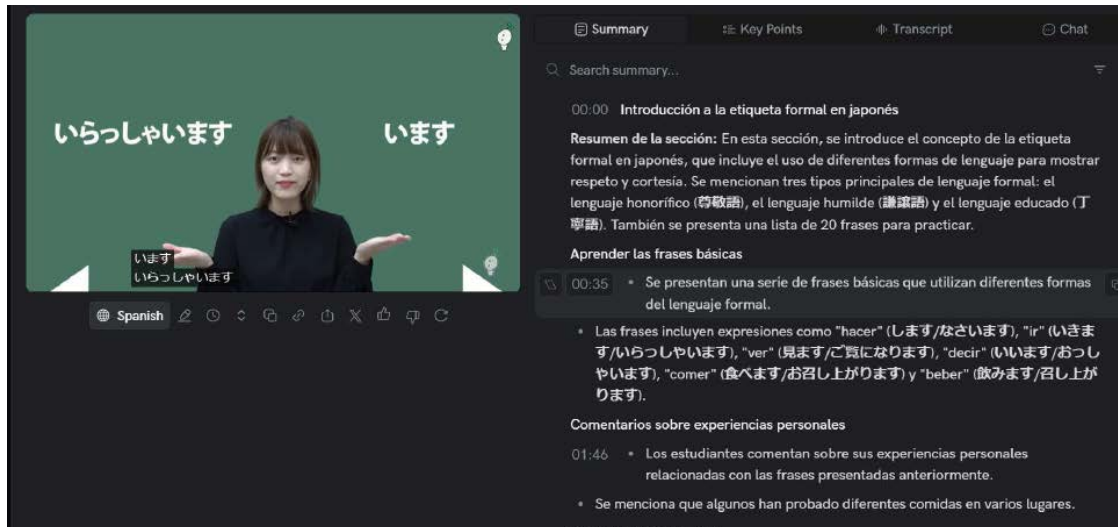 いらっしゃいます
います
います
いらっしゃいます
Spanish
Summary
Key Points
Transcript
Chat
Search summary...
00:00 Introducción a la etiqueta formal en japonés
Resumen de la sección: En esta sección, se introduce el concepto de la etiqueta
formal en japonés, que incluye el uso de diferentes formas de lenguaje para mostrar
respeto y cortesía. Se mencionan tres tipos principales de lenguaje formal: el
lenguaje honorífico (尊敬語), el lenguaje humilde (謙譲語) y el lenguaje educado (丁
寧語). También se presenta una lista de 20 frases para practicar.
Aprender las frases básicas
00:35 • Se presentan una serie de frases básicas que utilizan diferentes formas
del lenguaje formal.
• Las frases incluyen expresiones como "hacer" (します/なさいます), "ir" (いきま
す/いらっしゃいます), "ver" (見ます/ご覧になります), "decir" (いいます/おっし
ゃいます), "comer" (食べます/お召し上がります) y "beber" (飲みます/召し上が
ります).
Comentarios sobre experiencias personales
01:46 • Los estudiantes comentan sobre sus experiencias personales
relacionadas con las frases presentadas anteriormente.
• Se menciona que algunos han probado diferentes comidas en varios lugares.